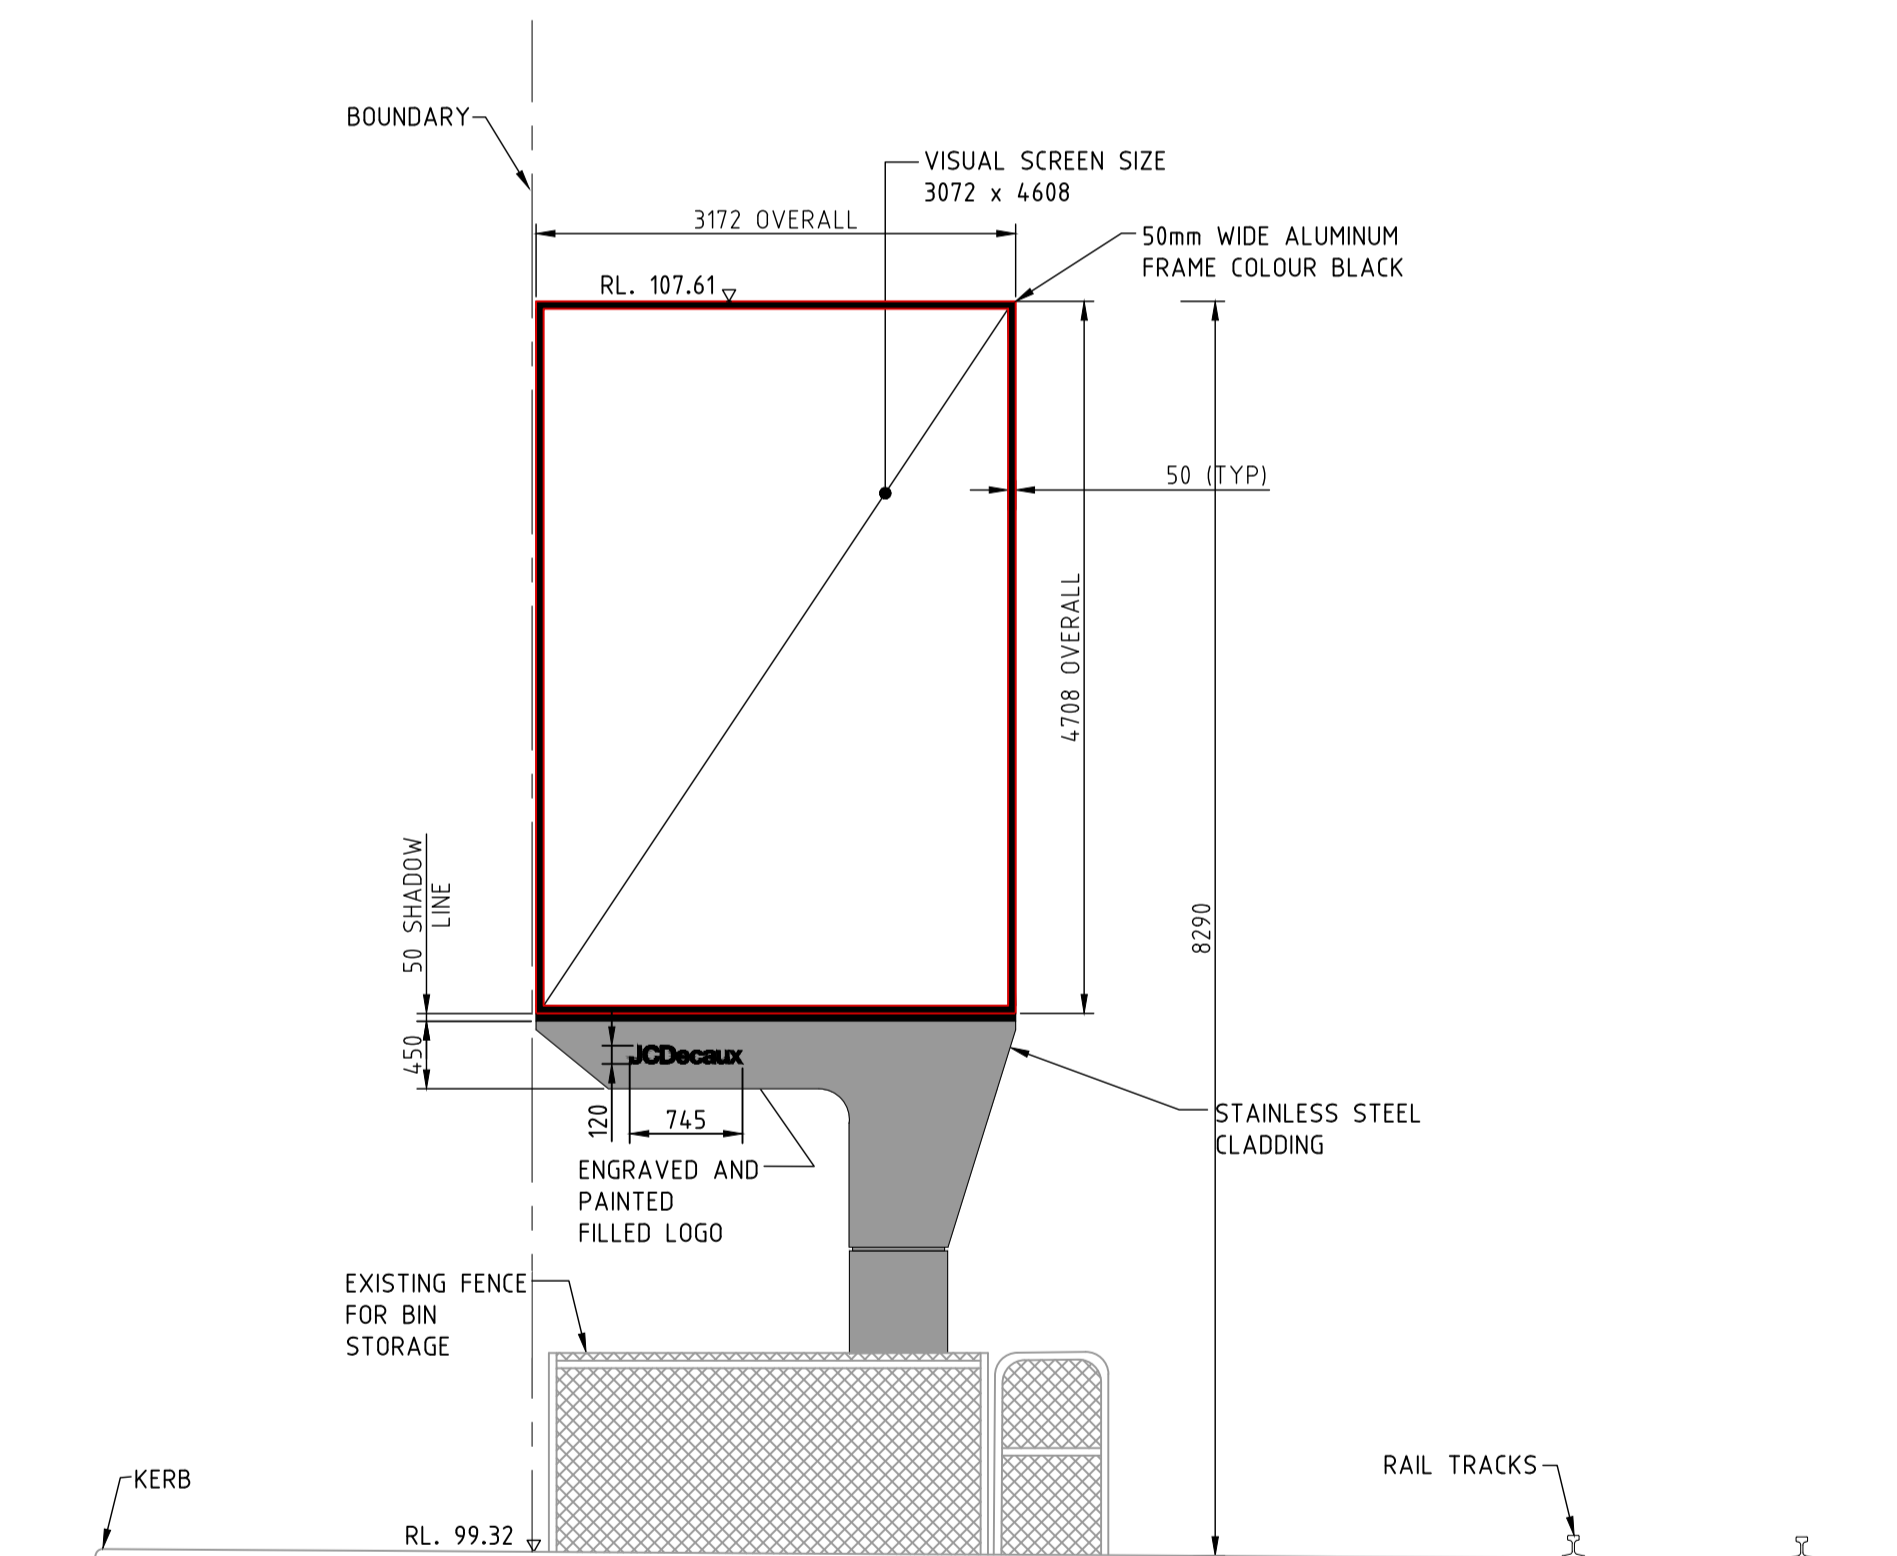 BOUNDARY
VISUAL SCREEN SIZE
3072 x 4608
3172 OVERALL
50mm WIDE ALUMINUM
FRAME COLOUR BLACK
RL. 107.61
50 (TYP)
4708 OVERALL
8290
50 SHADOW
LINE
450
JCDecaux
120
745
STAINLESS STEEL
CLADDING
ENGRAVED AND
PAINTED
FILLED LOGO
EXISTING FENCE
FOR BIN
STORAGE
KERB
RAIL TRACKS
RL. 99.32